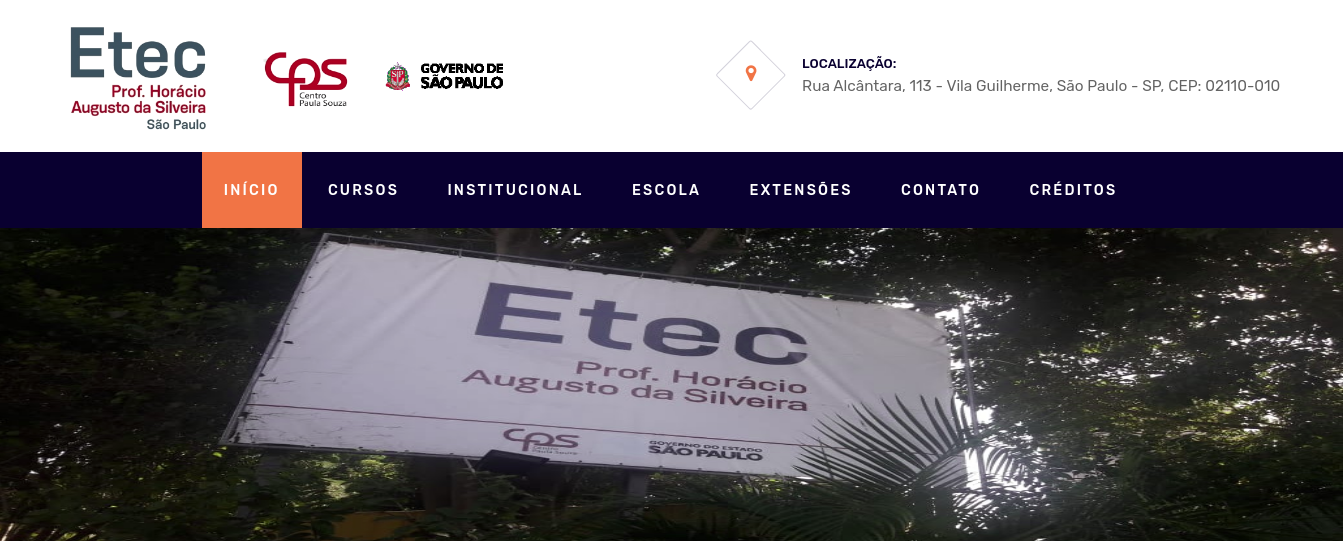 Etec
Prof. Horácio
Augusto da Silveira
São Paulo
CPS
Centro
Paula Souza
GOVERNO DE
SÃO PAULO
LOCALIZAÇÃO:
Rua Alcântara, 113 - Vila Guilherme, São Paulo - SP, CEP: 02110-010
INÍCIO
CURSOS
INSTITUCIONAL
ESCOLA
EXTENSÕES
CONTATO
CRÉDITOS
Etec
Prof. Horácio
Augusto da Silveira
CPS
Centro
Paula Souza
GOVERNO DO ESTADO
SÃO PAULO